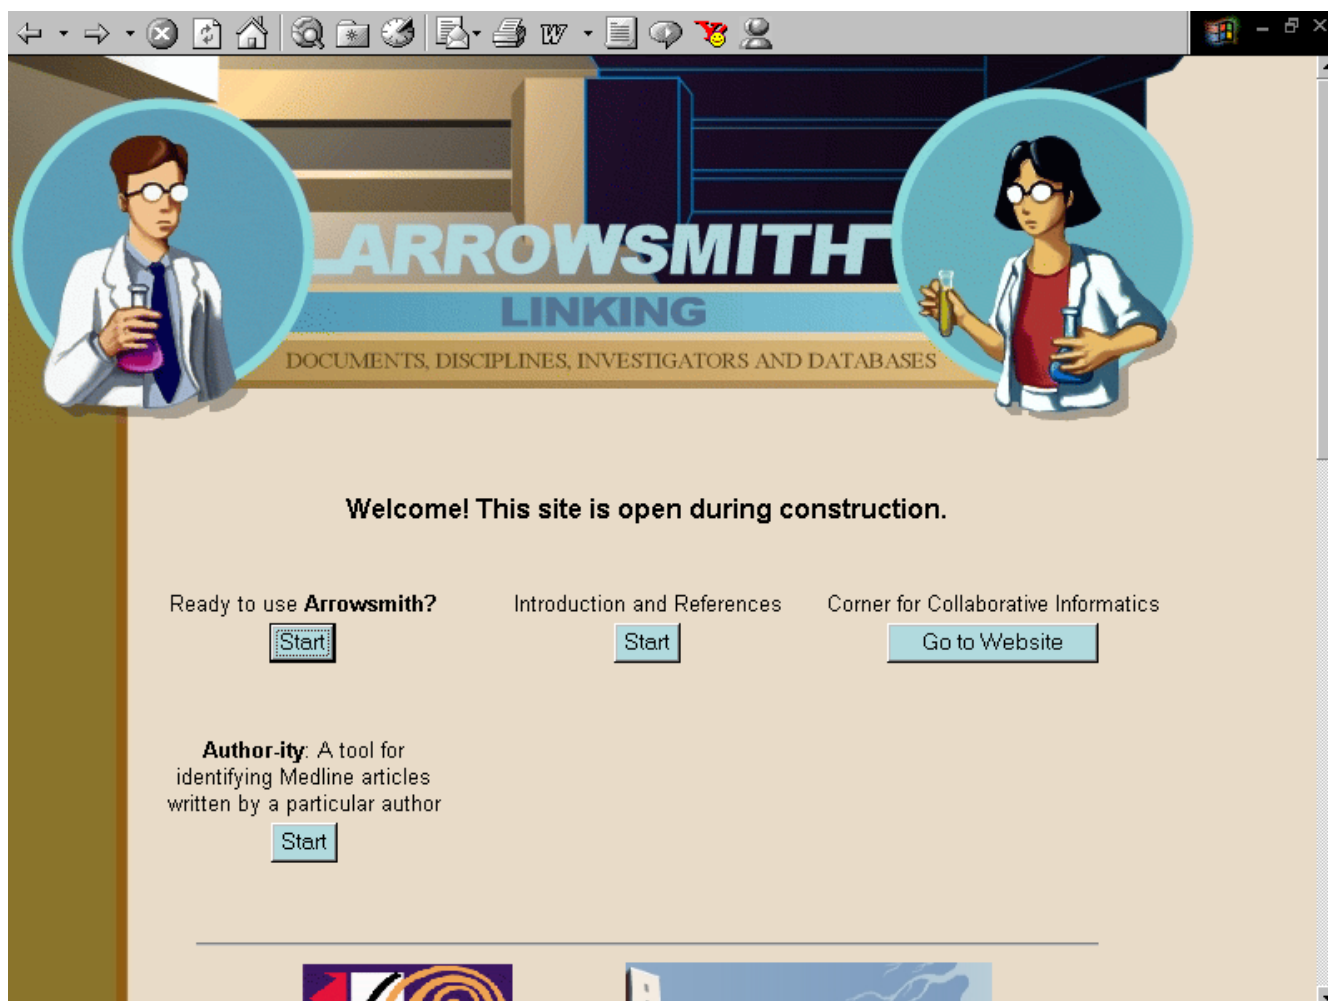 ARROWSMITH
LINKING
DOCUMENTS, DISCIPLINES, INVESTIGATORS AND DATABASES
Welcome! This site is open during construction.
Ready to use Arrowsmith?
Start
Introduction and References
Start
Corner for Collaborative Informatics
Go to Website
Author-ity: A tool for
identifying Medline articles
written by a particular author
Start